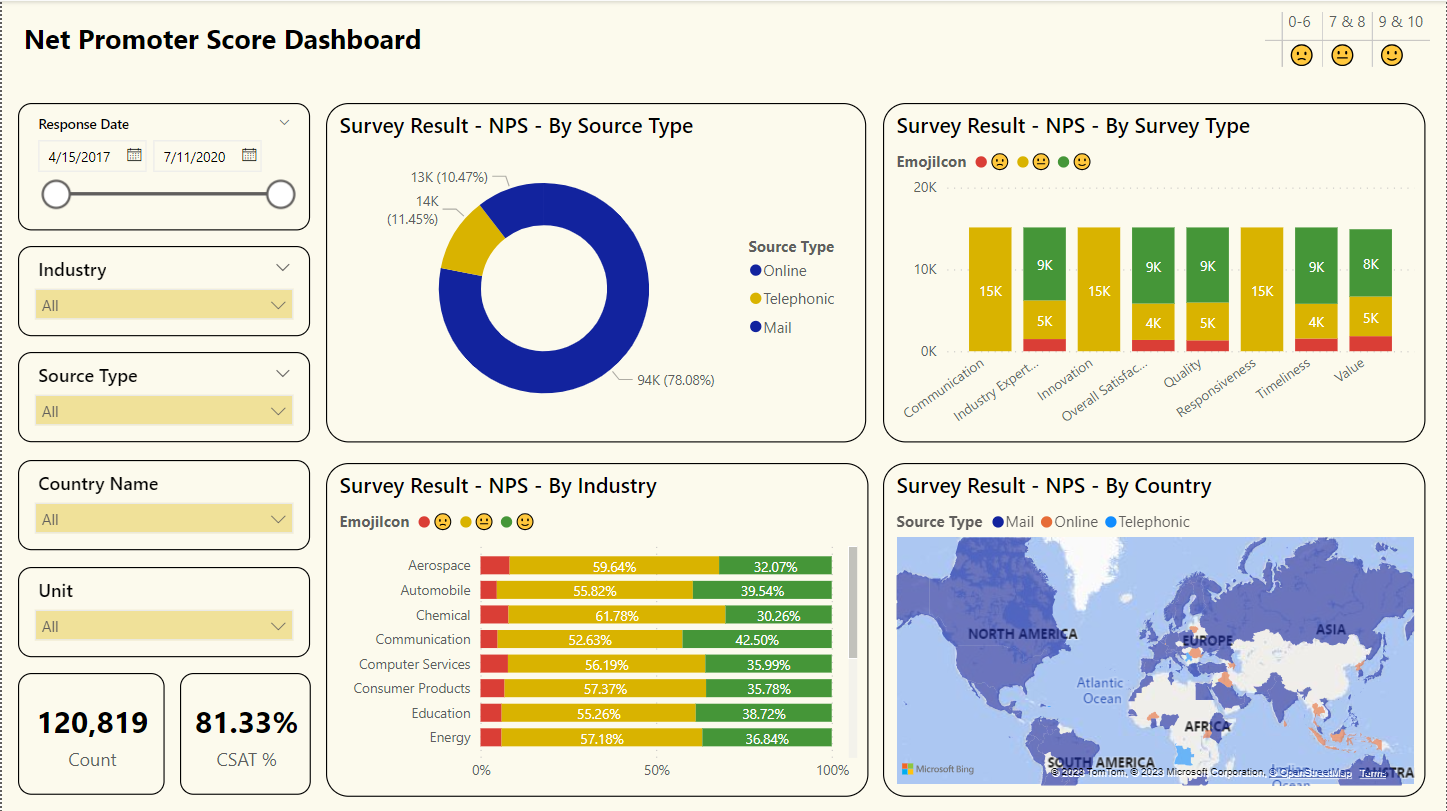 Net Promoter Score Dashboard
0-6 7 & 8 9 & 10
Response Date
4/15/2017 7/11/2020
Industry
All
Source Type
All
Country Name
All
Unit
All
120,819
Count
81.33%
CSAT %
Survey Result - NPS - By Source Type
13K (10.47%)
14K
(11.45%)
94K (78.08%)
Source Type
Online
Telephonic
Mail
Survey Result - NPS - By Survey Type
EmojiIcon
20K
10K
0K
15K
9K
5K
15K
9K
4K
9K
5K
15K
9K
4K
8K
5K
Communication
Industry Expert...
Innovation
Overall Satisfac...
Quality
Responsiveness
Timeliness
Value
Survey Result - NPS - By Industry
EmojiIcon
Aerospace 59.64% 32.07%
Automobile 55.82% 39.54%
Chemical 61.78% 30.26%
Communication 52.63% 42.50%
Computer Services 56.19% 35.99%
Consumer Products 57.37% 35.78%
Education 55.26% 38.72%
Energy 57.18% 36.84%
0% 50% 100%
Survey Result - NPS - By Country
Source Type Mail Online Telephonic
NORTH AMERICA
EUROPE
ASIA
Atlantic
Ocean
AFRICA
SOUTH AMERICA
Microsoft Bing
© 2023 TomTom, © 2023 Microsoft Corporation, © OpenStreetMap Terms